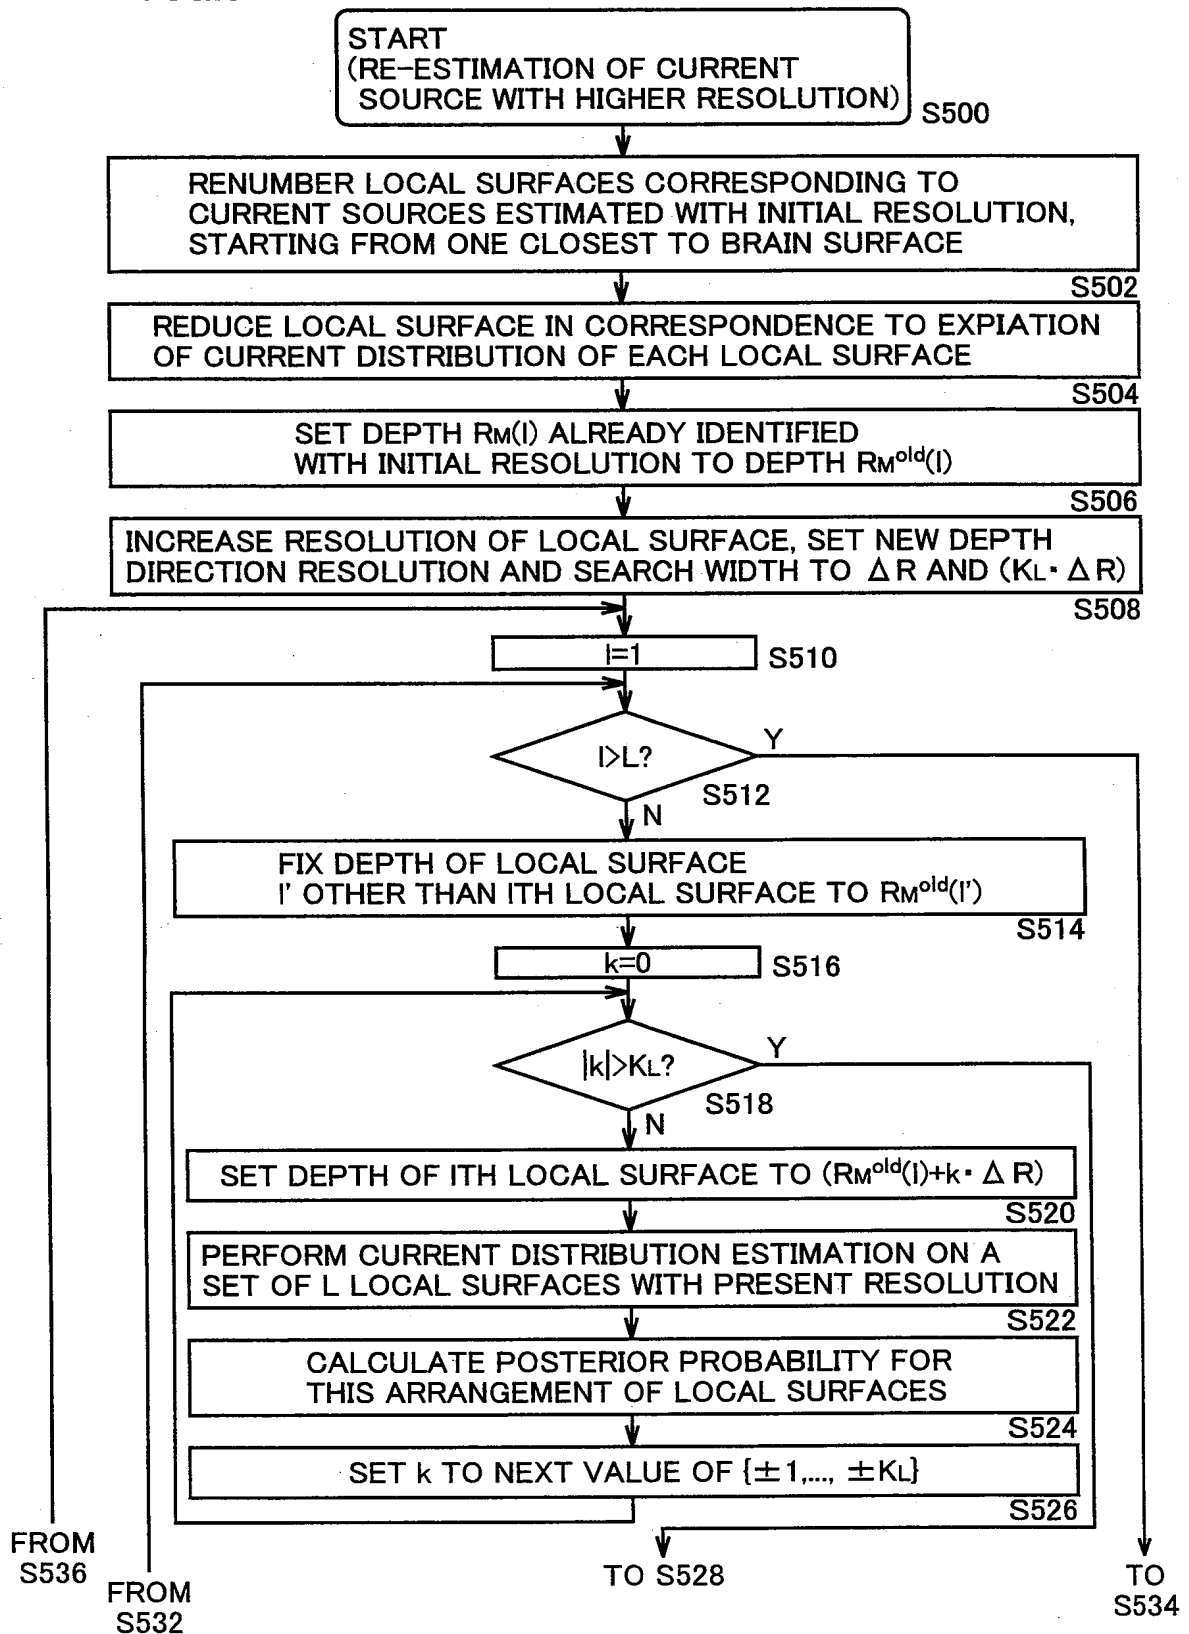 START
(RE-ESTIMATION OF CURRENT
SOURCE WITH HIGHER RESOLUTION)
S500
RENUMBER LOCAL SURFACES CORRESPONDING TO
CURRENT SOURCES ESTIMATED WITH INITIAL RESOLUTION,
STARTING FROM ONE CLOSEST TO BRAIN SURFACE
S502
REDUCE LOCAL SURFACE IN CORRESPONDENCE TO EXPIATION
OF CURRENT DISTRIBUTION OF EACH LOCAL SURFACE
S504
SET DEPTH RM(l) ALREADY IDENTIFIED
WITH INITIAL RESOLUTION TO DEPTH RM^old(l)
S506
INCREASE RESOLUTION OF LOCAL SURFACE, SET NEW DEPTH
DIRECTION RESOLUTION AND SEARCH WIDTH TO ΔR AND (KL·ΔR)
S508
l=1
S510
l>L?
Y
S512
N
FIX DEPTH OF LOCAL SURFACE
l' OTHER THAN lTH LOCAL SURFACE TO RM^old(l')
S514
k=0
S516
|k|>KL?
Y
S518
N
SET DEPTH OF lTH LOCAL SURFACE TO (RM^old(l)+k·ΔR)
S520
PERFORM CURRENT DISTRIBUTION ESTIMATION ON A
SET OF L LOCAL SURFACES WITH PRESENT RESOLUTION
S522
CALCULATE POSTERIOR PROBABILITY FOR
THIS ARRANGEMENT OF LOCAL SURFACES
S524
SET k TO NEXT VALUE OF {±1,..., ±KL}
S526
FROM
S536
FROM
S532
TO S528
TO
S534